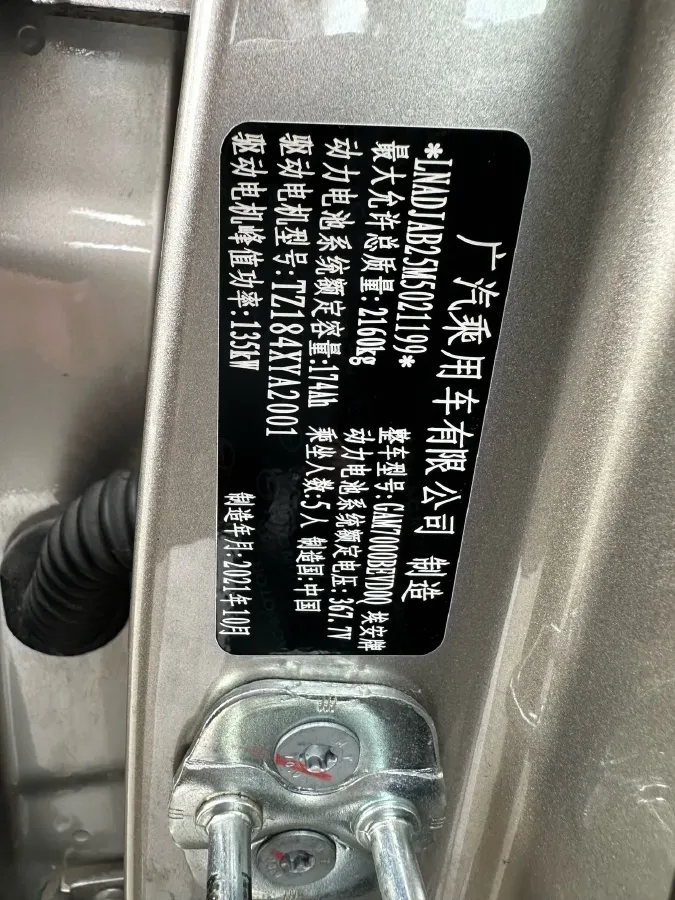 广汽乘用车有限公司 制造
*LNADJAB25M5021199* 整车型号:GAM7000BEVD0Q 埃安牌
最大允许总质量:2160kg 动力电池系统额定电压:367.7V
动力电池系统额定容量:174Ah 乘坐人数:5人 制造国:中国
驱动电机型号:TZ184XYA2001
驱动电机峰值功率:135kW 制造年月:2021年10月